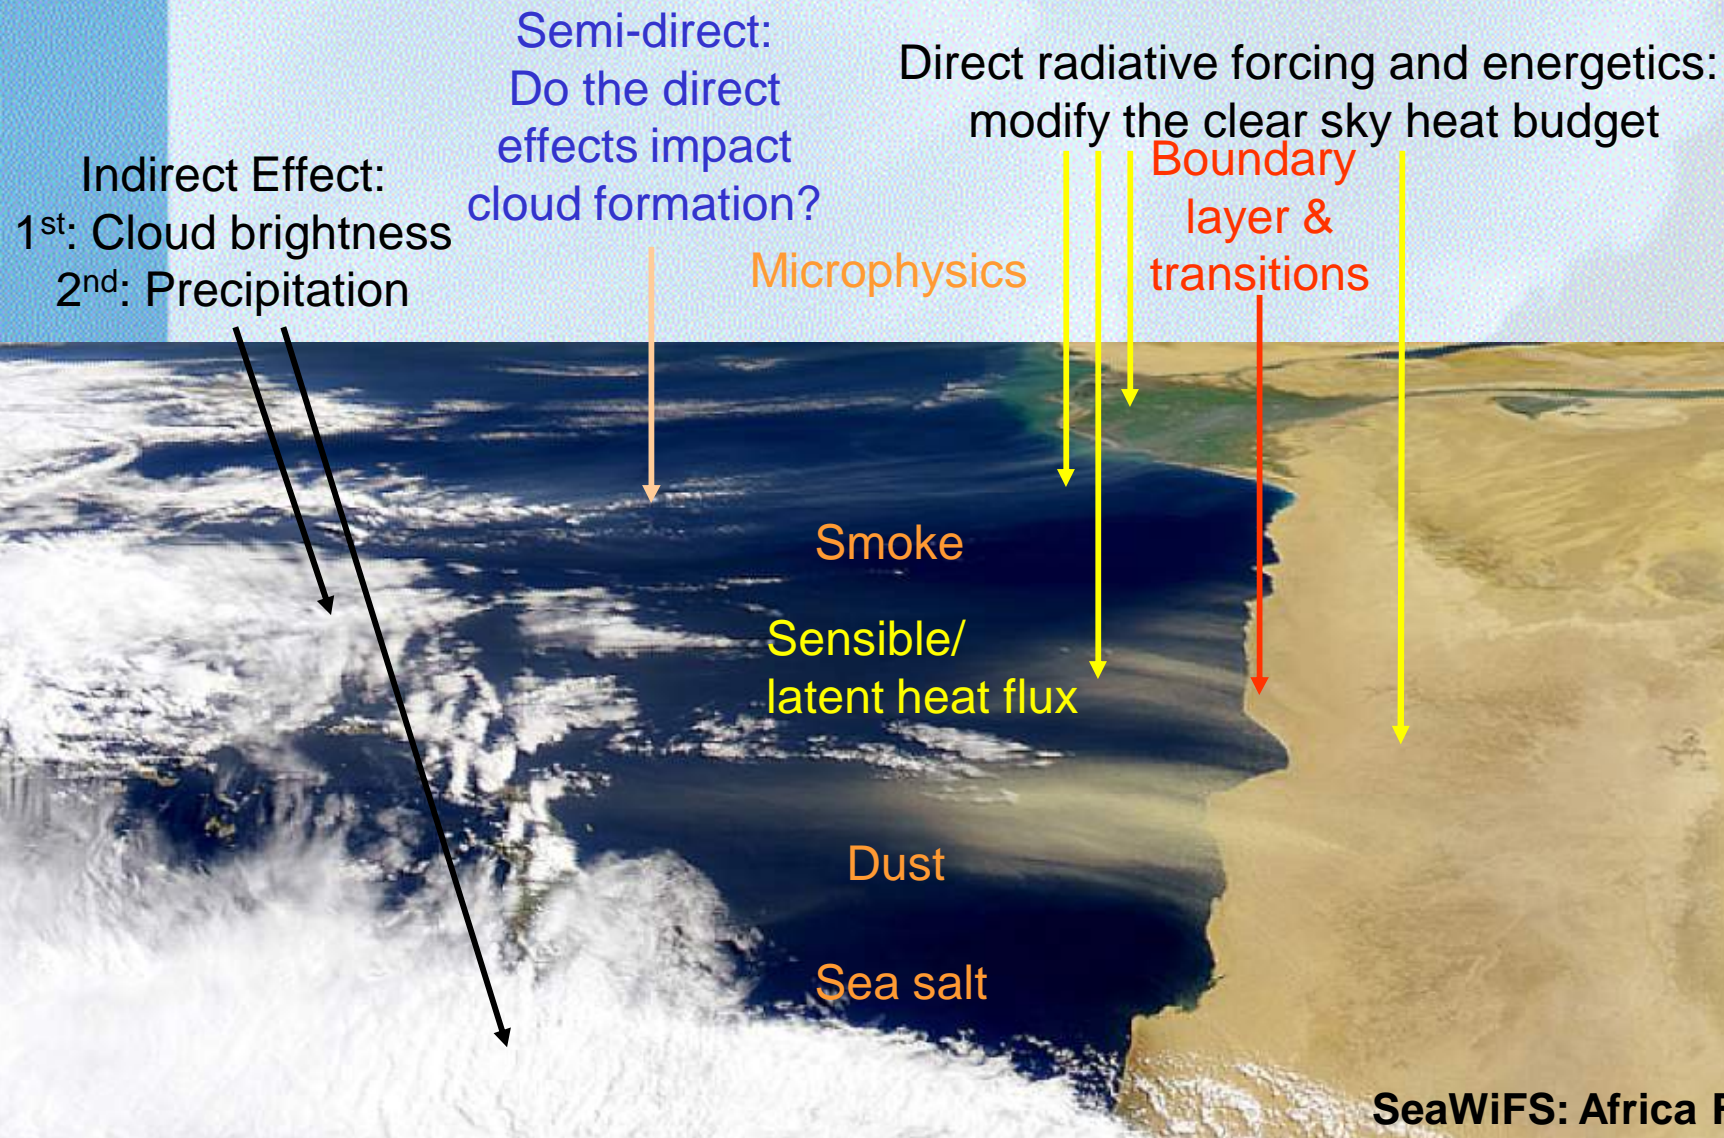 Semi-direct:
Do the direct
effects impact
cloud formation?
Direct radiative forcing and energetics:
modify the clear sky heat budget
Indirect Effect:
1st: Cloud brightness
2nd: Precipitation
Microphysics
Boundary
layer &
transitions
Smoke
Sensible/
latent heat flux
Dust
Sea salt
SeaWiFS: Africa